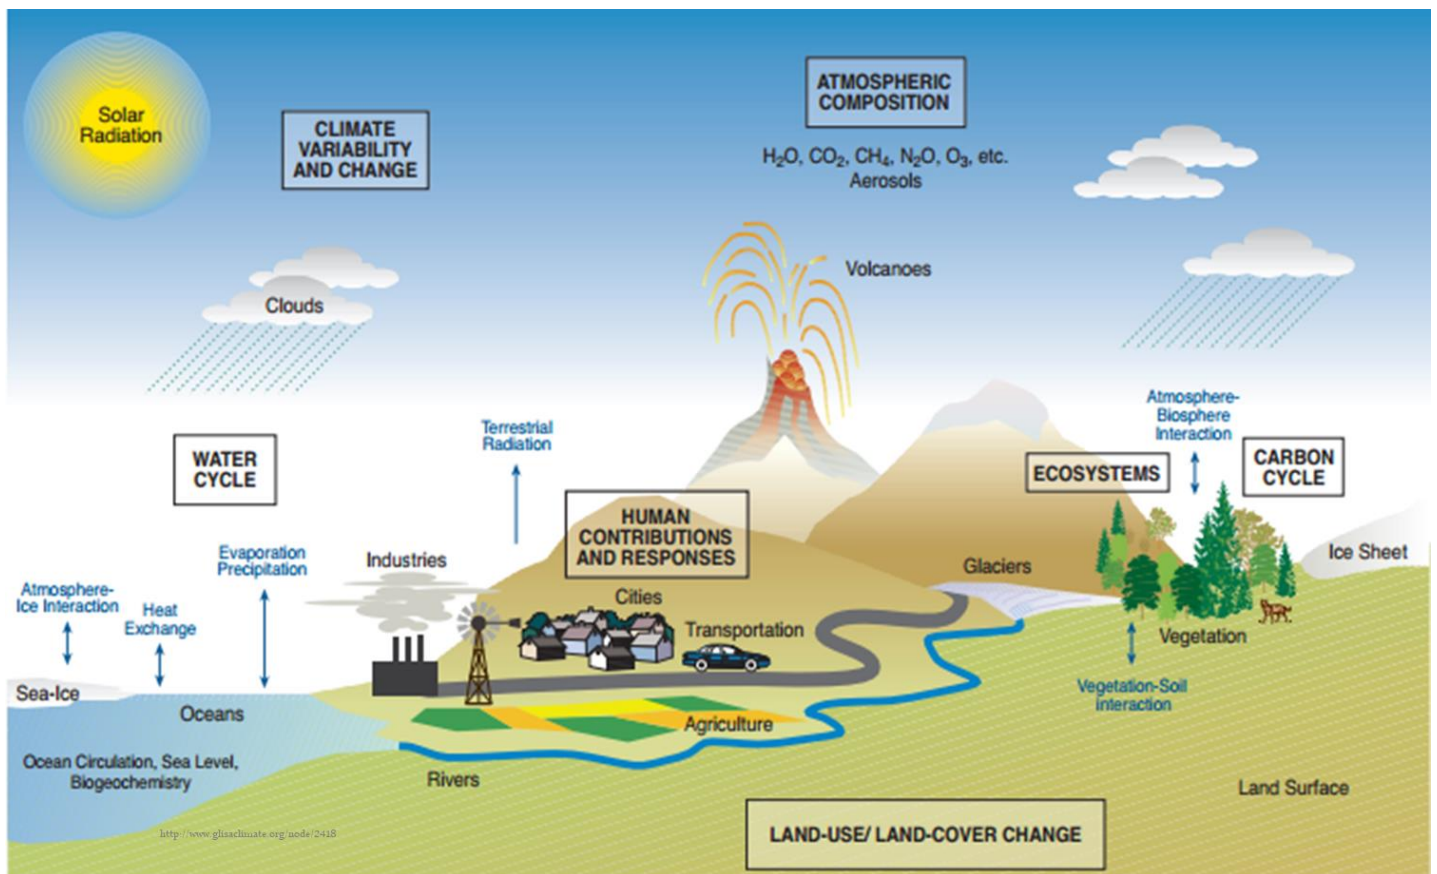 Solar
Radiation
CLIMATE
VARIABILITY
AND CHANGE
ATMOSPHERIC
COMPOSITION
H₂O, CO₂, CH₄, N₂O, O₃, etc.
Aerosols
Volcanoes
Clouds
Atmosphere-
Biosphere
Interaction
Terrestrial
Radiation
WATER
CYCLE
ECOSYSTEMS
CARBON
CYCLE
HUMAN
CONTRIBUTIONS
AND RESPONSES
Evaporation
Precipitation
Industries
Glaciers
Ice Sheet
Atmosphere-
Ice Interaction
Heat
Exchange
Cities
Transportation
Vegetation
Sea-Ice
Oceans
Agriculture
Vegetation-Soil
Interaction
Ocean Circulation, Sea Level,
Biogeochemistry
Rivers
Land Surface
http://www.glisaclimate.org/node/2418
LAND-USE/ LAND-COVER CHANGE